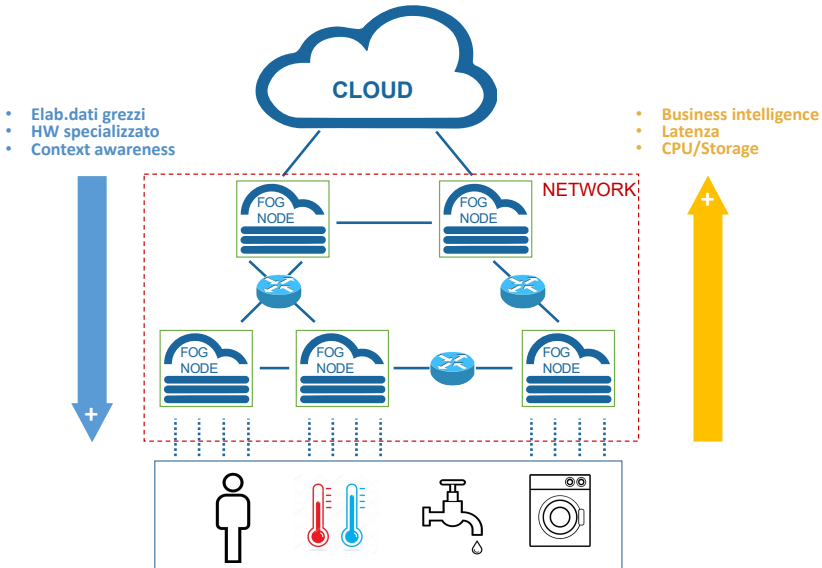 CLOUD
• Elab.dati grezzi
• HW specializzato
• Context awareness
• Business intelligence
• Latenza
• CPU/Storage
NETWORK
+
FOG
NODE
FOG
NODE
FOG
NODE
FOG
NODE
FOG
NODE
+